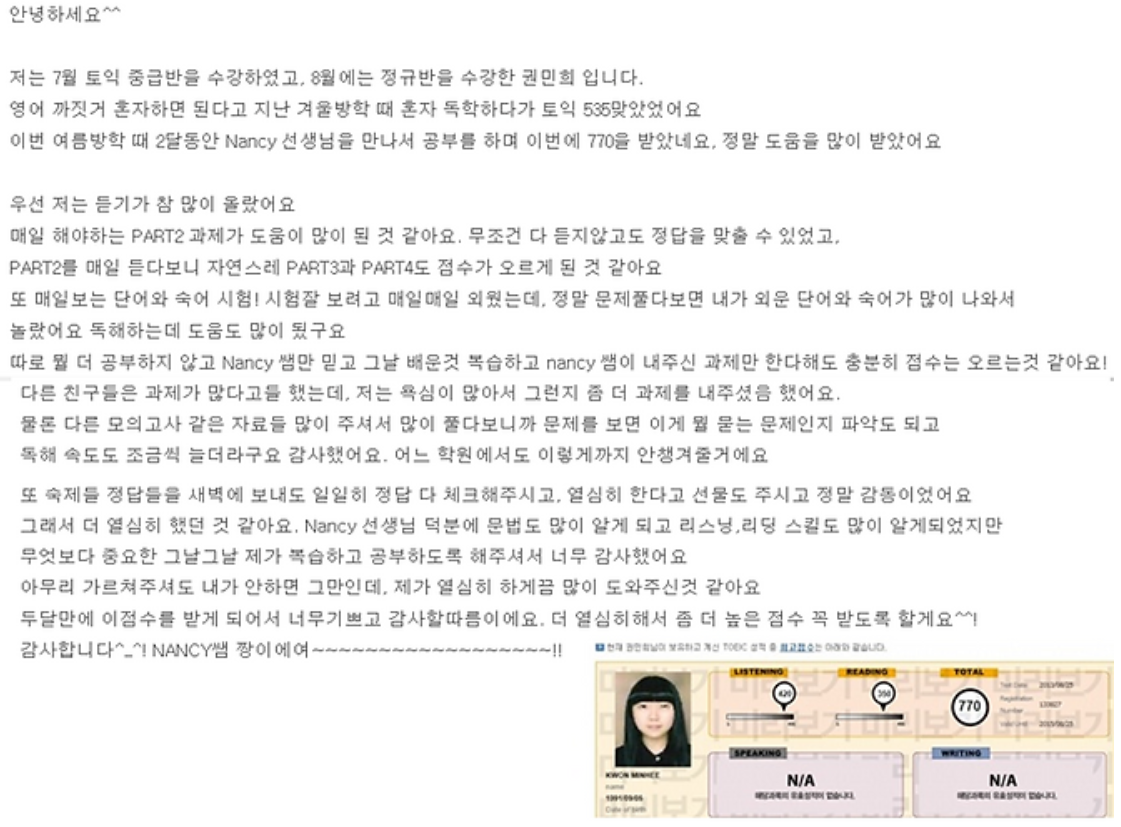 안녕하세요^^
저는 7월 토익 중급반을 수강하였고, 8월에는 정규반을 수강한 권민희 입니다.
영어 까짓거 혼자하면 된다고 지난 겨울방학 때 혼자 독학하다가 토익 535맞았었어요
이번 여름방학 때 2달동안 Nancy 선생님을 만나서 공부를 하며 이번에 770을 받았네요, 정말 도움을 많이 받았어요
우선 저는 듣기가 참 많이 올랐어요
매일 해야하는 PART2 과제가 도움이 많이 된 것 같아요. 무조건 다 듣지않고도 정답을 맞출 수 있었고,
PART2를 매일 듣다보니 자연스레 PART3과 PART4도 점수가 오르게 된 것 같아요
또 매일보는 단어와 숙어 시험! 시험잘 보려고 매일매일 외웠는데, 정말 문제풀다보면 내가 외운 단어와 숙어가 많이 나와서
놀랐어요 독해하는데 도움도 많이 됬구요
따로 뭘 더 공부하지 않고 Nancy 쌤만 믿고 그날 배운것 복습하고 nancy 쌤이 내주신 과제만 한다해도 충분히 점수는 오르는것 같아요!
다른 친구들은 과제가 많다고들 했는데, 저는 욕심이 많아서 그런지 좀 더 과제를 내주셨음 했어요.
물론 다른 모의고사 같은 자료들 많이 주셔서 많이 풀다보니까 문제를 보면 이게 뭘 묻는 문제인지 파악도 되고
독해 속도도 조금씩 늘더라구요 감사했어요. 어느 학원에서도 이렇게까지 안챙겨줄거에요
또 숙제들 정답들을 새벽에 보내도 일일히 정답 다 체크해주시고, 열심히 한다고 선물도 주시고 정말 감동이었어요
그래서 더 열심히 했던 것 같아요. Nancy 선생님 덕분에 문법도 많이 알게 되고 리스닝,리딩 스킬도 많이 알게되었지만
무엇보다 중요한 그날그날 제가 복습하고 공부하도록 해주셔서 너무 감사했어요
아무리 가르쳐주셔도 내가 안하면 그만인데, 제가 열심히 하게끔 많이 도와주신것 같아요
두달만에 이점수를 받게 되어서 너무기쁘고 감사할따름이에요. 더 열심히해서 좀 더 높은 점수 꼭 받도록 할게요^^!
감사합니다^_^! NANCY쌤 짱이에여~~~~~~~~~~~~~~~~~~!!
현재 권민희님이 보유하고 계신 TOEIC 성적 중 최고점수는 아래와 같습니다.
LISTENING READING TOTAL
420 350 770
Test Date 2013/08/25
Registration Number
Valid Until 2015/08/25
SPEAKING WRITING
N/A N/A
해당과목의 유효성적이 없습니다. 해당과목의 유효성적이 없습니다.
KWON MINHEE
name
Date of birth
미리보기